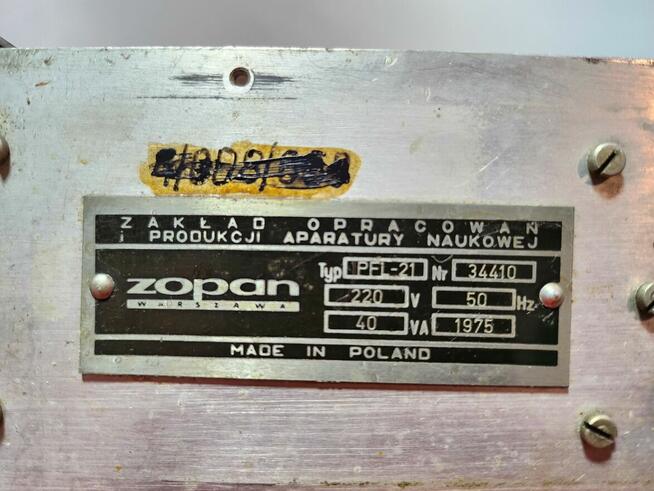 ZAKŁAD OPRACOWAŃ
i PRODUKCJI APARATURY NAUKOWEJ
zopan
WARSZAWA
Typ PFL-21 Nr 34410
220 V 50 Hz
40 VA 1975
MADE IN POLAND